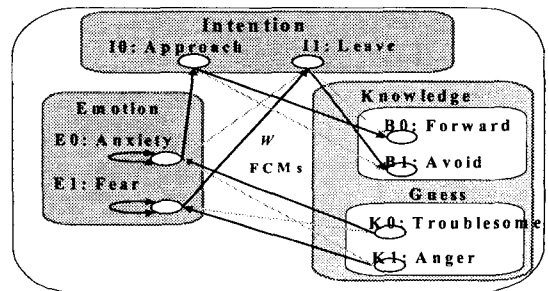 Intention
I0: Approach I1: Leave
Emotion
E0: Anxiety
E1: Fear
W
FCMs
Knowledge
B0: Forward
B1: Avoid
Guess
K0: Troublesome
K1: Anger